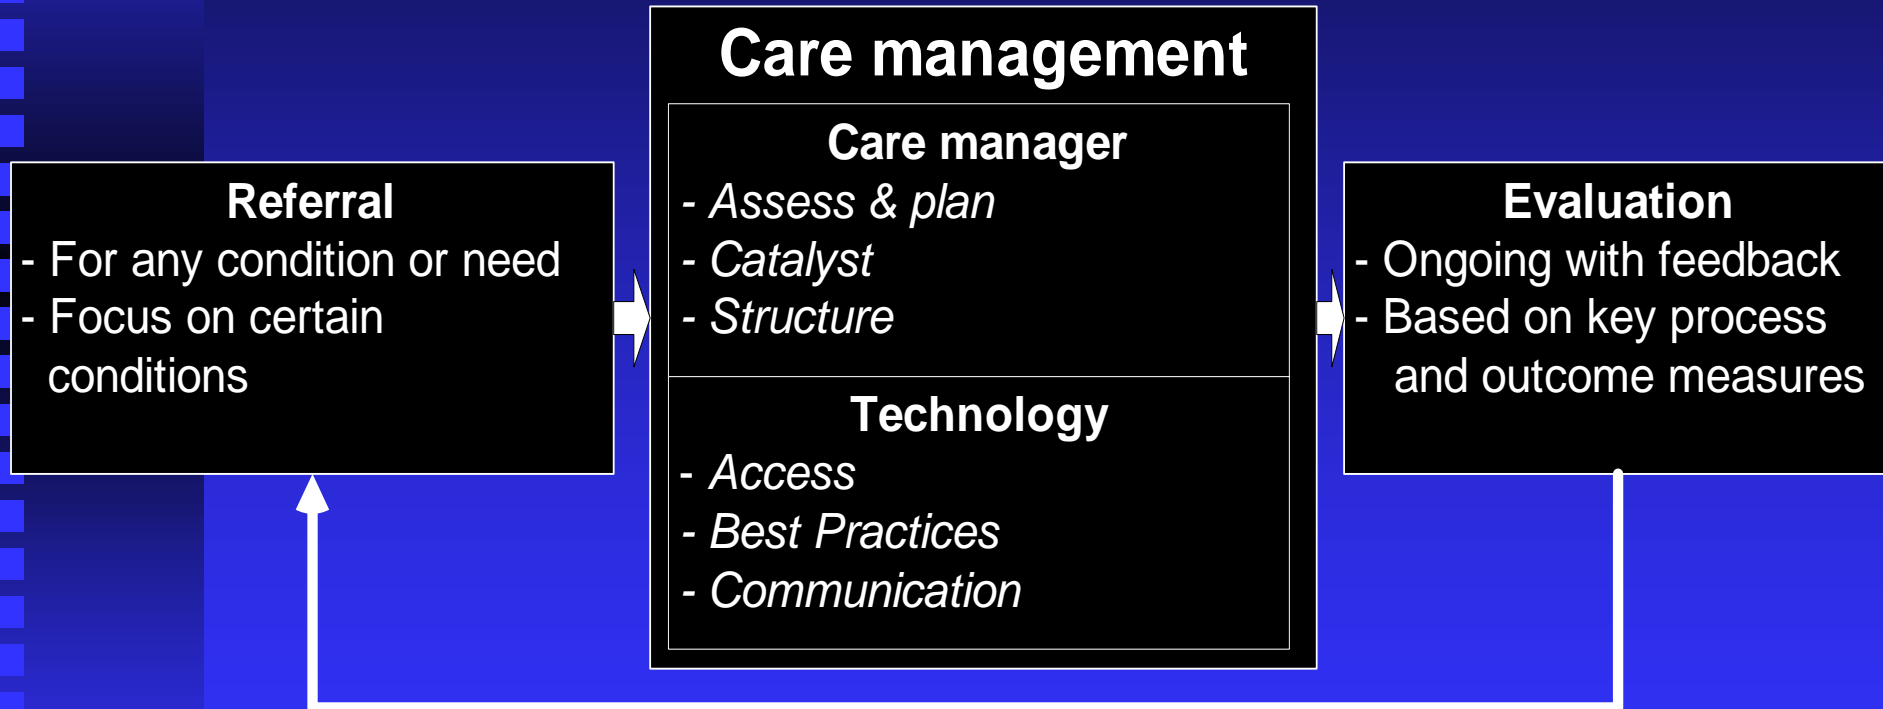 Care management
Care manager
- Assess & plan
- Catalyst
- Structure
Technology
- Access
- Best Practices
- Communication
Referral
- For any condition or need
- Focus on certain
conditions
Evaluation
- Ongoing with feedback
- Based on key process
and outcome measures